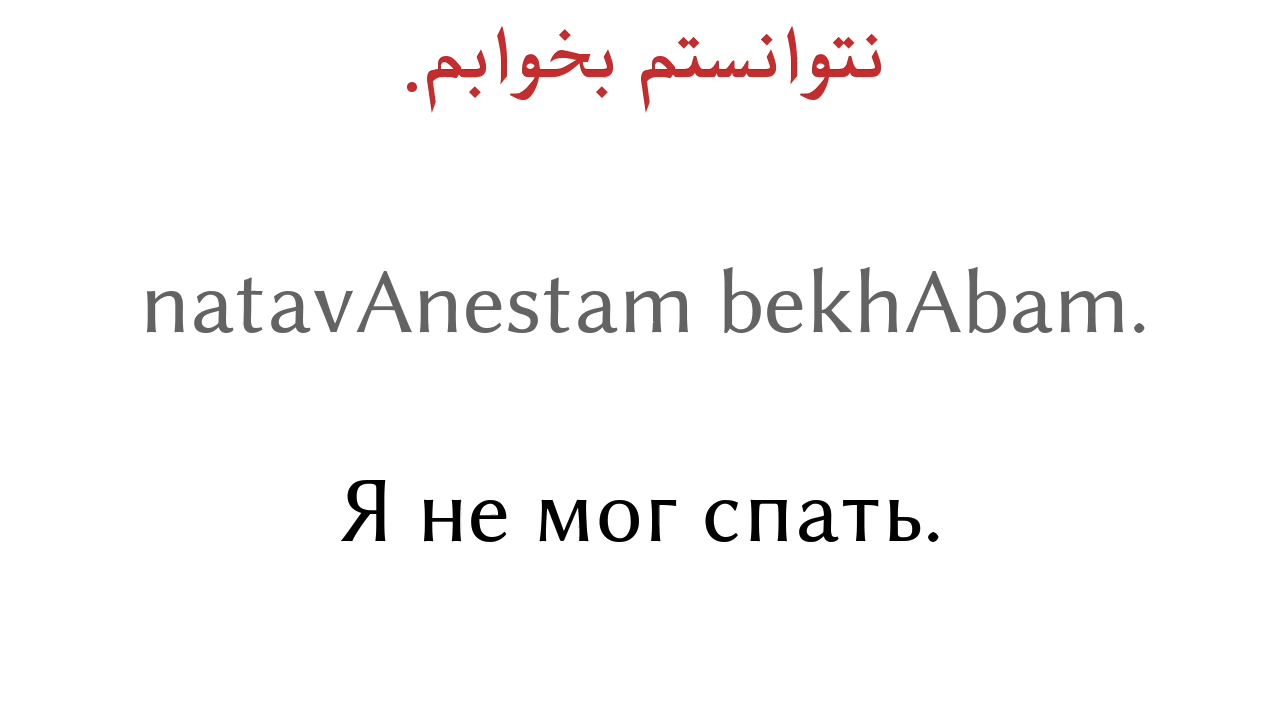 نتوانستم بخوابم.
natavAnestam bekhAbam.
Я не мог спать.